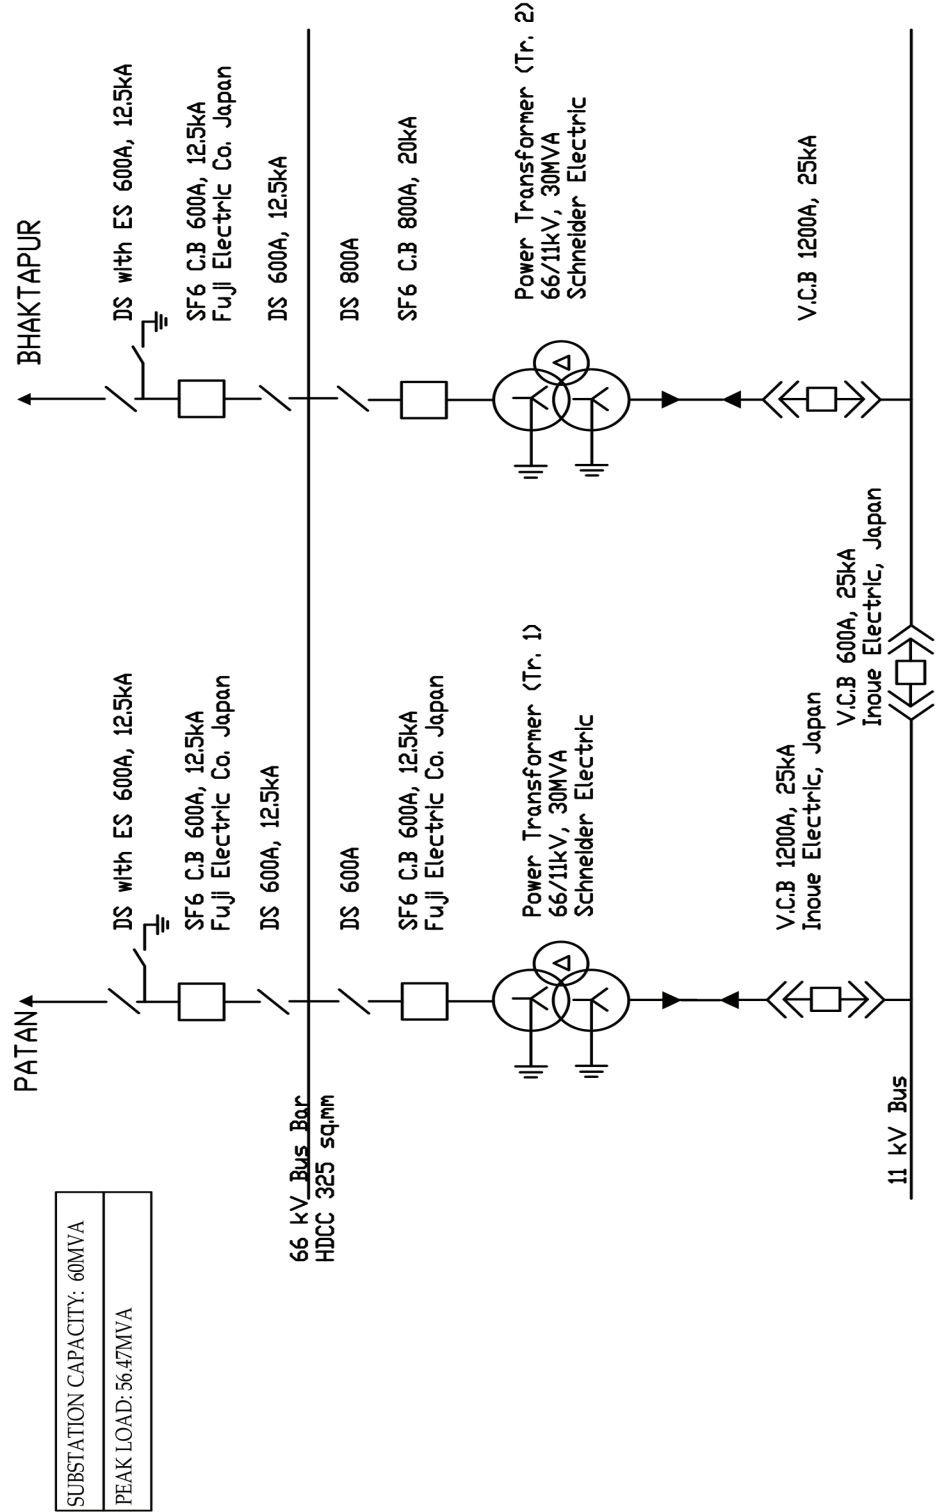 SUBSTATION CAPACITY: 60MVA
PEAK LOAD: 56.47MVA
PATAN
DS with ES 600A, 12.5kA
SF6 C.B 600A, 12.5kA
Fuji Electric Co. Japan
DS 600A, 12.5kA
66 kV Bus Bar
HDCC 325 sq.mm
DS 600A
SF6 C.B 600A, 12.5kA
Fuji Electric Co. Japan
Power Transformer (Tr. 1)
66/11kV, 30MVA
Schneider Electric
V.C.B 1200A, 25kA
Inoue Electric, Japan
11 kV Bus
V.C.B 600A, 25kA
Inoue Electric, Japan
BHAKTAPUR
DS with ES 600A, 12.5kA
SF6 C.B 600A, 12.5kA
Fuji Electric Co. Japan
DS 600A, 12.5kA
DS 800A
SF6 C.B 800A, 20kA
Power Transformer (Tr. 2)
66/11kV, 30MVA
Schneider Electric
V.C.B 1200A, 25kA